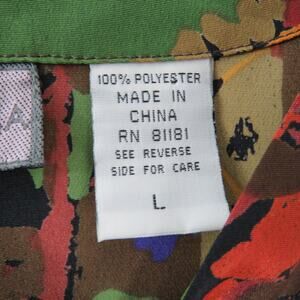 100% POLYESTER
MADE IN
CHINA
RN 81181
SEE REVERSE
SIDE FOR CARE
L